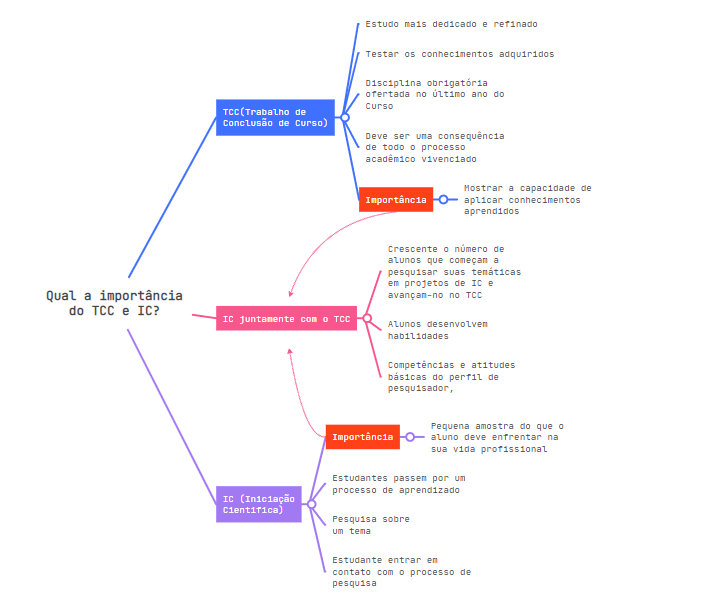 Estudo mais dedicado e refinado
Testar os conhecimentos adquiridos
Disciplina obrigatória
ofertada no último ano do
Curso
TCC(Trabalho de
Conclusão de Curso)
Deve ser uma consequência
de todo o processo
acadêmico vivenciado
Importância
Mostrar a capacidade de
aplicar conhecimentos
aprendidos
Qual a importância
do TCC e IC?
Crescente o número de
alunos que começam a
pesquisar suas temáticas
em projetos de IC e
avançam-no no TCC
IC juntamente com o TCC
Alunos desenvolvem
habilidades
Competências e atitudes
básicas do perfil de
pesquisador,
Importância
Pequena amostra do que o
aluno deve enfrentar na
sua vida profissional
IC (Iniciação
Cientifica)
Estudantes passem por um
processo de aprendizado
Pesquisa sobre
um tema
Estudante entrar em
contato com o processo de
pesquisa